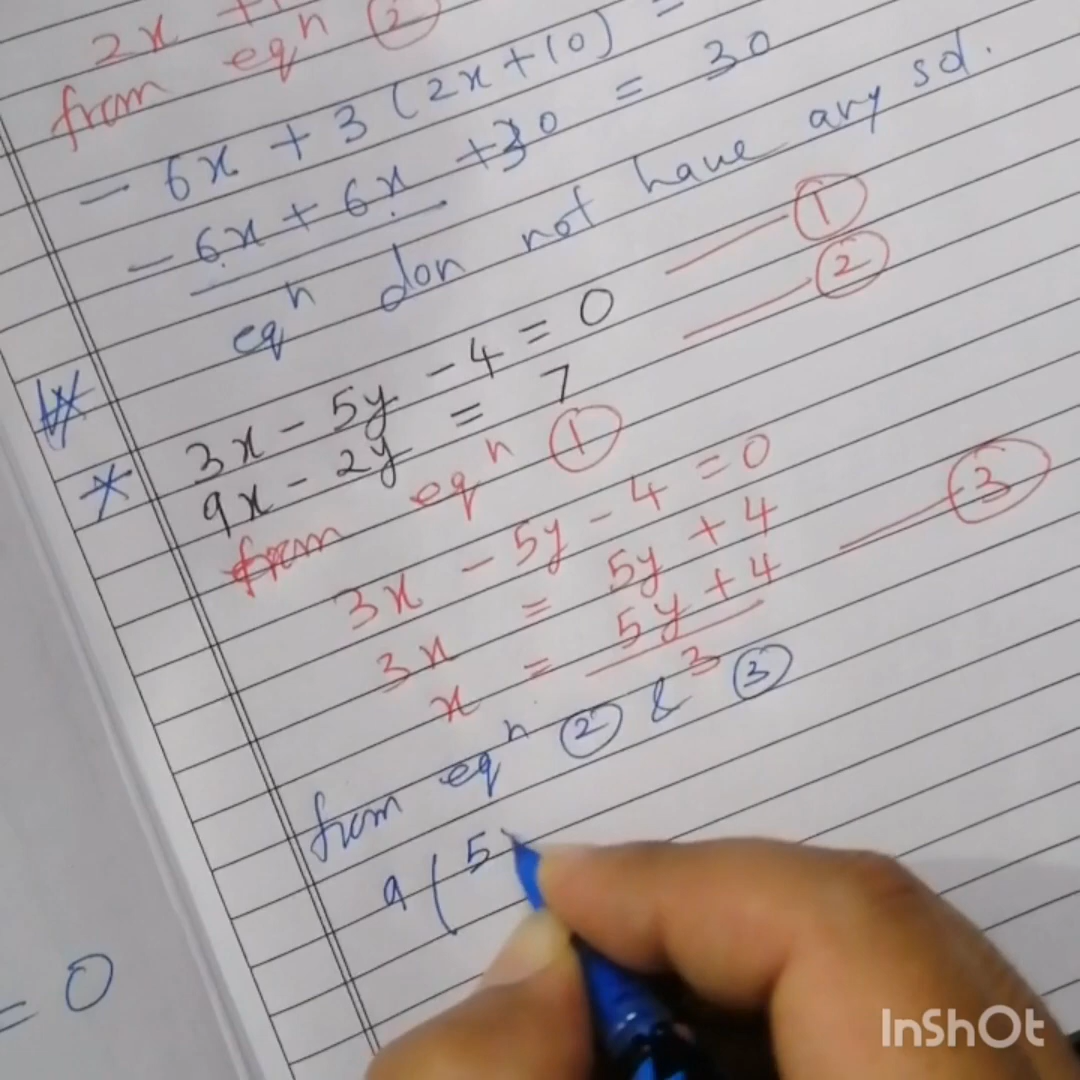 2x +
from eqⁿ ②
- 6x + 3 (2x + 10) =
- 6x + 6x + 30 = 30
eqⁿ don not have any sol.
3x - 5y - 4 = 0 ①
9x - 2y = 7 ②
from eqⁿ ①
3x - 5y - 4 = 0
3x = 5y + 4
x = 5y + 4 / 3 ③
from eqⁿ ② & ③
9 ( 5
= 0
InShOt